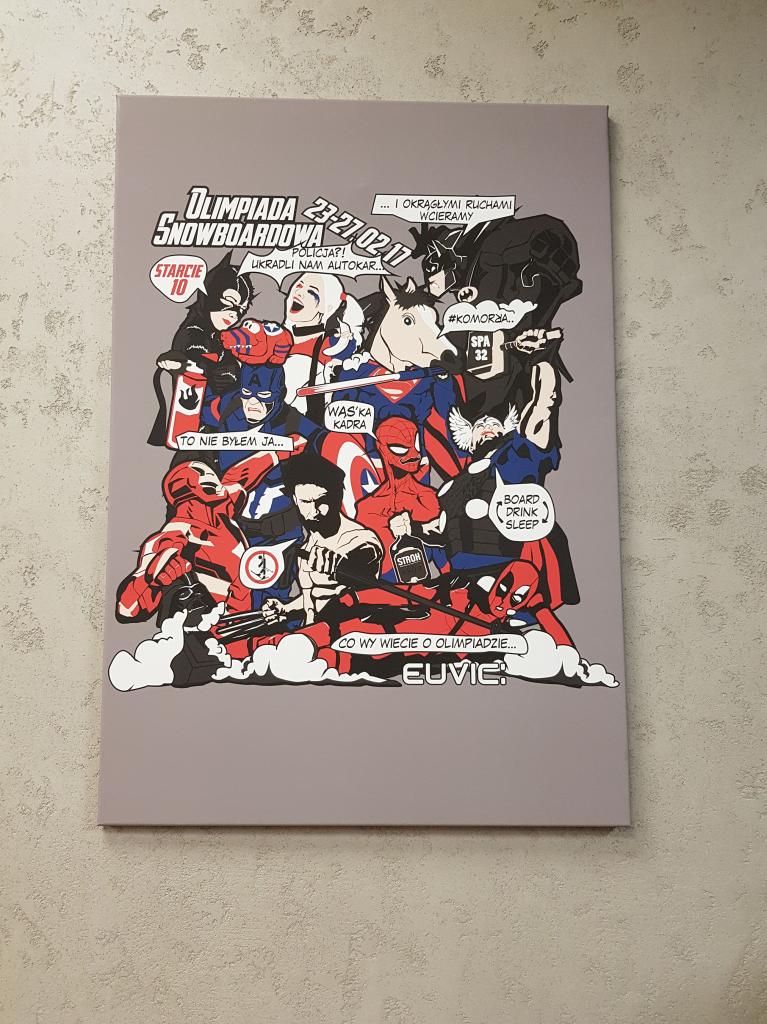 OLIMPIADA
SNOWBOARDOWA
23-27.02.17
... I OKRĄGŁYMI RUCHAMI
WCIERAMY
POLICJA?!
UKRADLI NAM AUTOKAR...
STARCIE
10
#KOMORRA..
SPA
32
WĄS'KA
KADRA
A
TO NIE BYŁEM JA...
BOARD
DRINK
SLEEP
STROH
CO WY WIECIE O OLIMPIADZIE...
EUVIC: